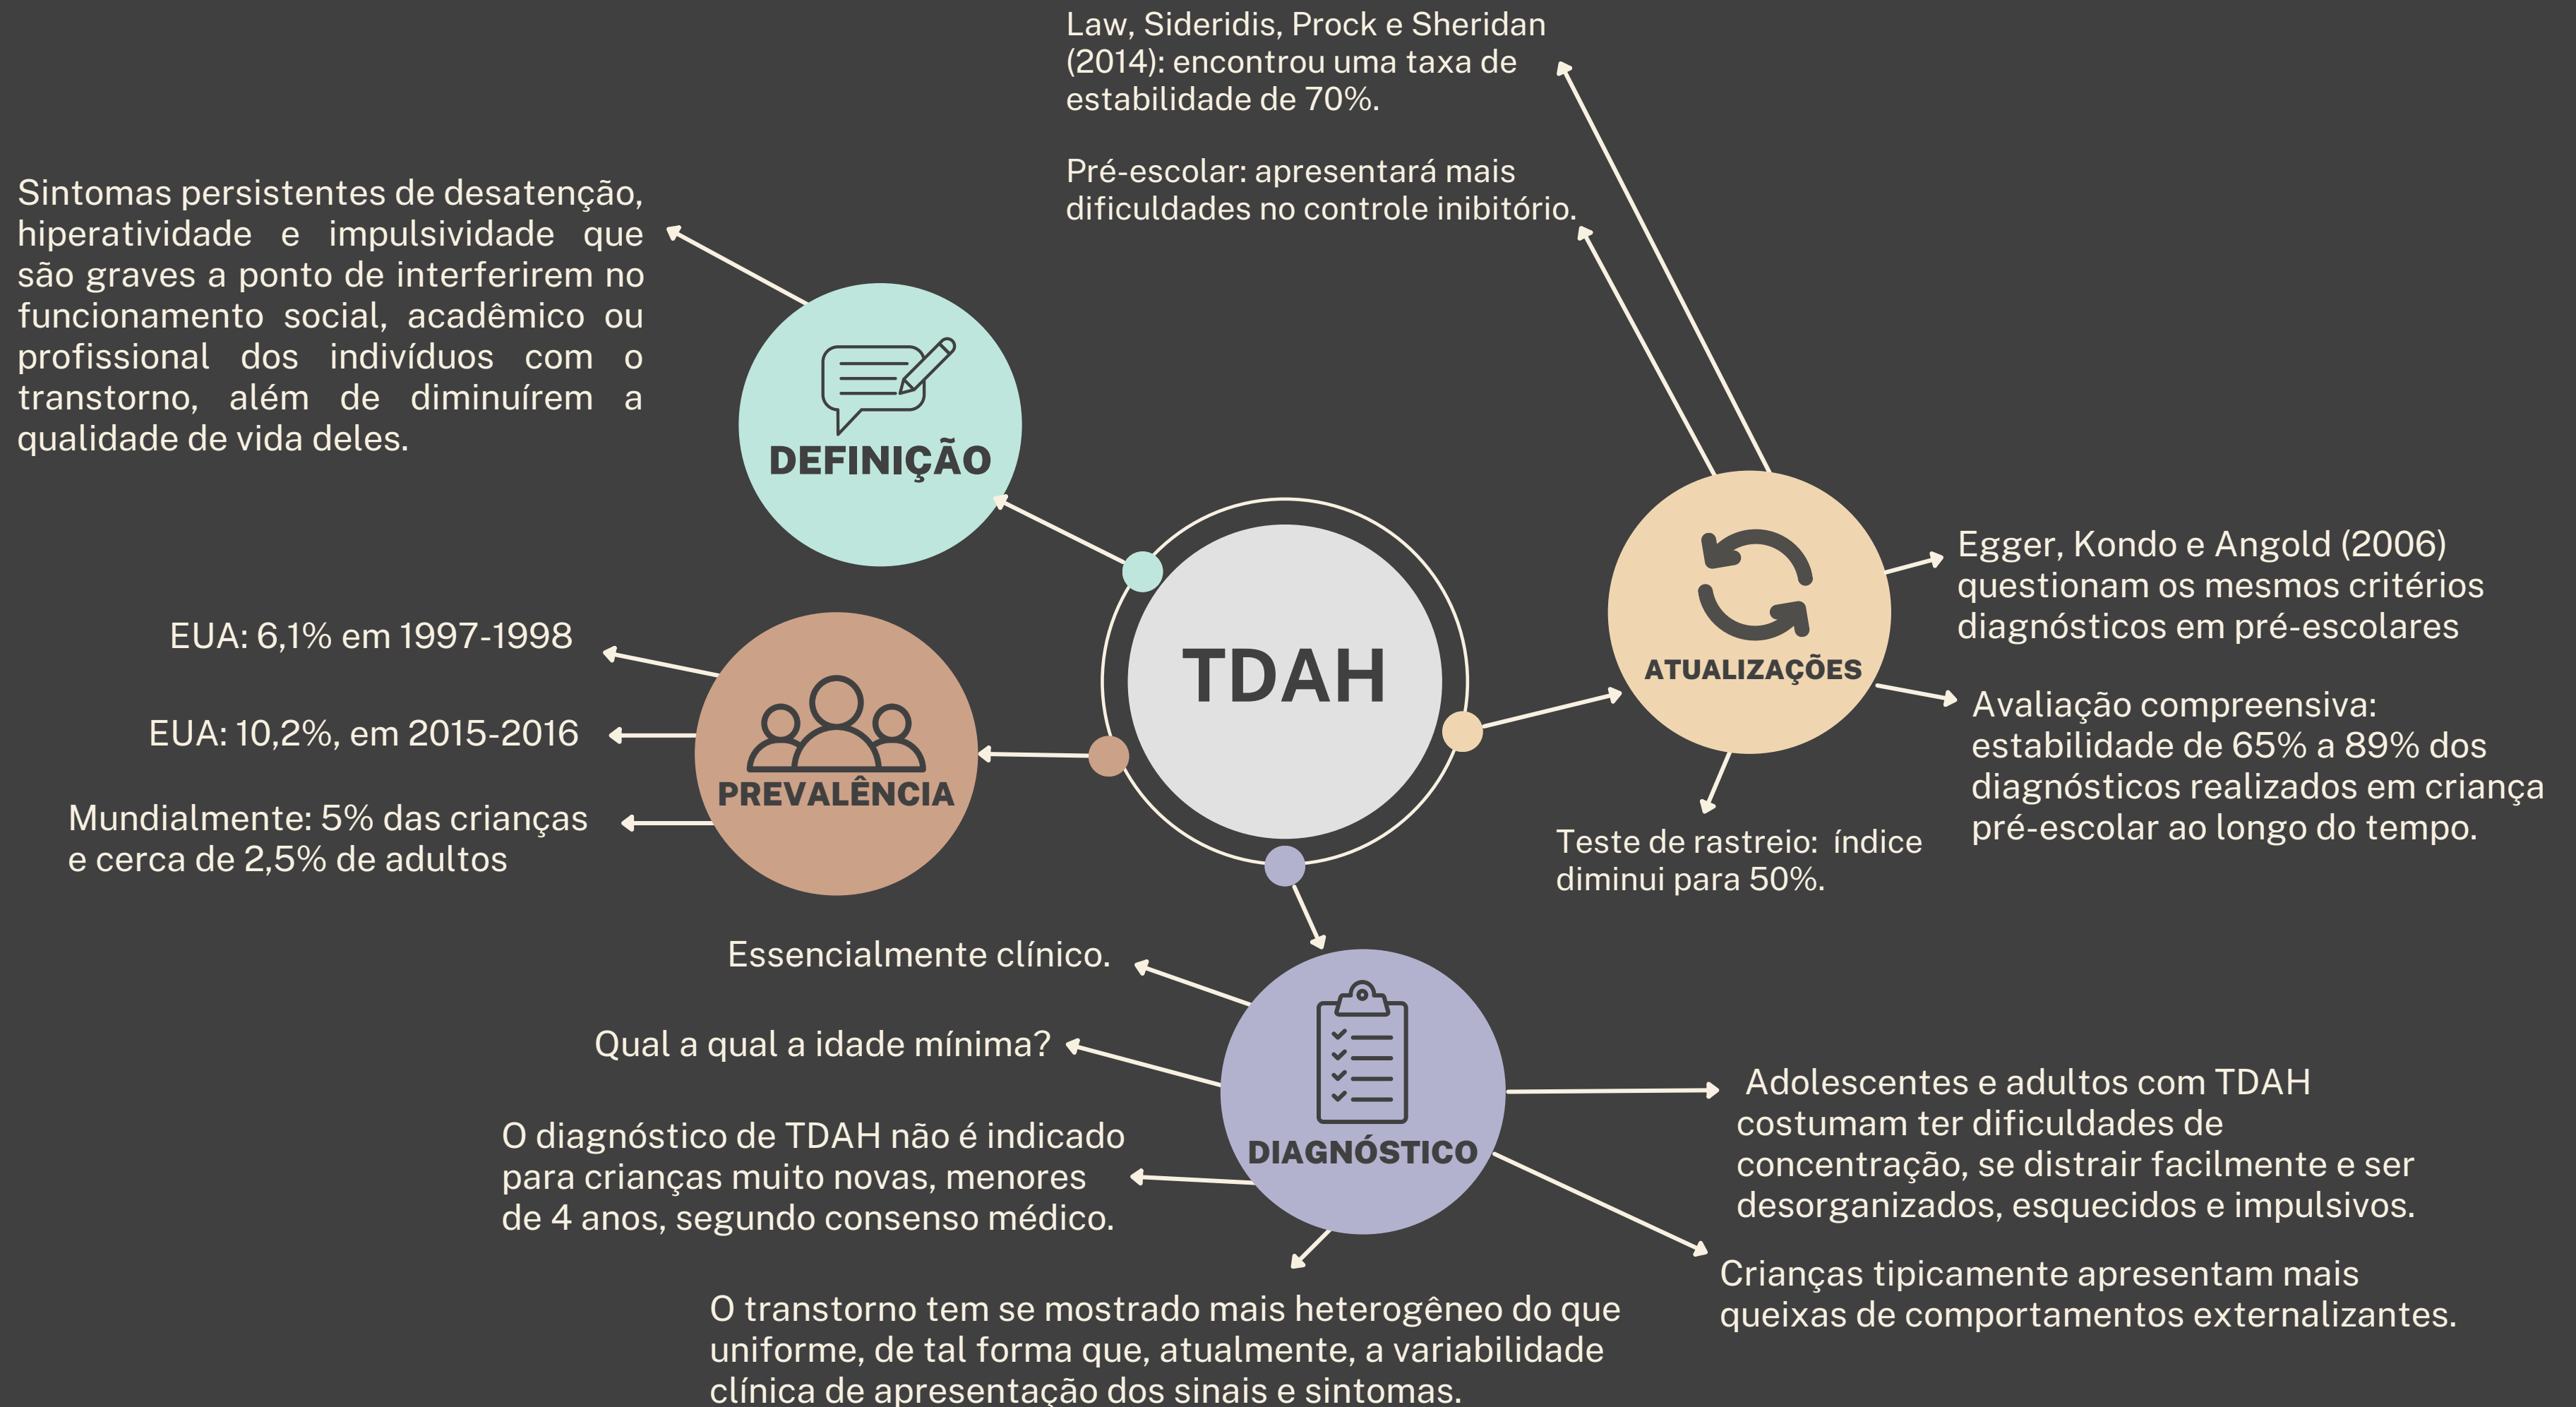 Law, Sideridis, Prock e Sheridan
(2014): encontrou uma taxa de
estabilidade de 70%.
Pré-escolar: apresentará mais
dificuldades no controle inibitório.
Sintomas persistentes de desatenção,
hiperatividade e impulsividade que
são graves a ponto de interferirem no
funcionamento social, acadêmico ou
profissional dos indivíduos com o
transtorno, além de diminuírem a
qualidade de vida deles.
DEFINIÇÃO
TDAH
ATUALIZAÇÕES
Egger, Kondo e Angold (2006)
questionam os mesmos critérios
diagnósticos em pré-escolares
Avaliação compreensiva:
estabilidade de 65% a 89% dos
diagnósticos realizados em criança
pré-escolar ao longo do tempo.
Teste de rastreio:  índice
diminui para 50%.
EUA: 6,1% em 1997-1998
EUA: 10,2%, em 2015-2016
Mundialmente: 5% das crianças
e cerca de 2,5% de adultos
PREVALÊNCIA
Essencialmente clínico.
Qual a qual a idade mínima?
O diagnóstico de TDAH não é indicado
para crianças muito novas, menores
de 4 anos, segundo consenso médico.
DIAGNÓSTICO
O transtorno tem se mostrado mais heterogêneo do que
uniforme, de tal forma que, atualmente, a variabilidade
clínica de apresentação dos sinais e sintomas.
Adolescentes e adultos com TDAH
costumam ter dificuldades de
concentração, se distrair facilmente e ser
desorganizados, esquecidos e impulsivos.
Crianças tipicamente apresentam mais
queixas de comportamentos externalizantes.